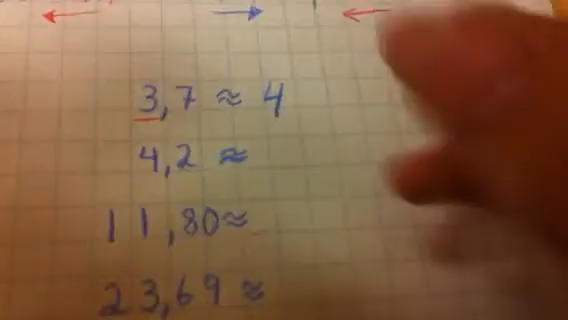 3,7 ≈ 4
4,2 ≈
11,80≈
23,69 ≈